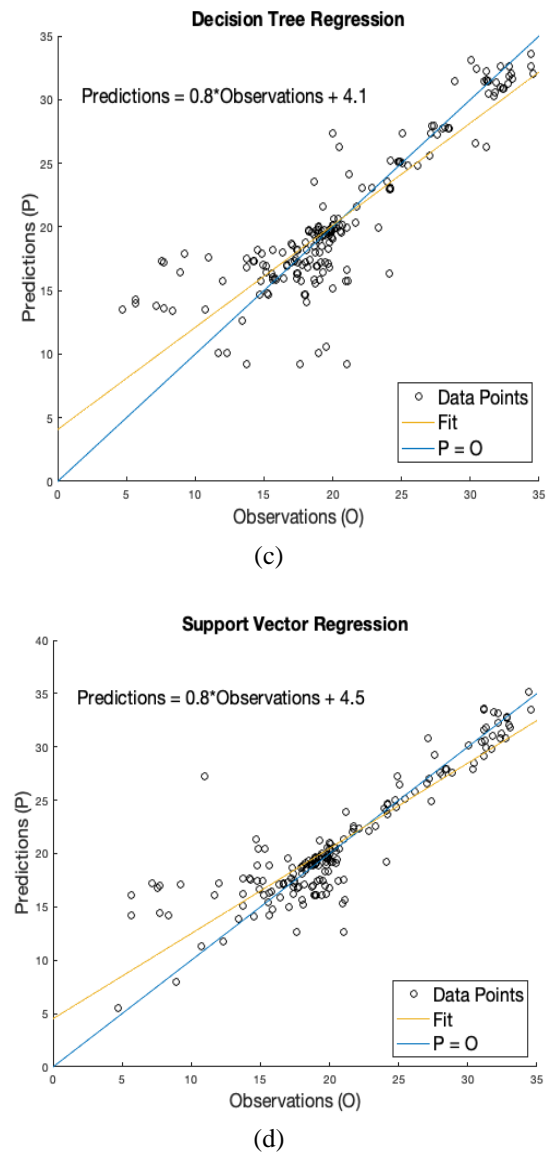 Decision Tree Regression
35
Predictions = 0.8*Observations + 4.1
30
25
20
Predictions (P)
15
10
5
0
Data Points
Fit
P = O
0 5 10 15 20 25 30 35
Observations (O)
(c)
Support Vector Regression
40
35
Predictions = 0.8*Observations + 4.5
30
25
20
Predictions (P)
15
10
5
0
Data Points
Fit
P = O
0 5 10 15 20 25 30 35
Observations (O)
(d)